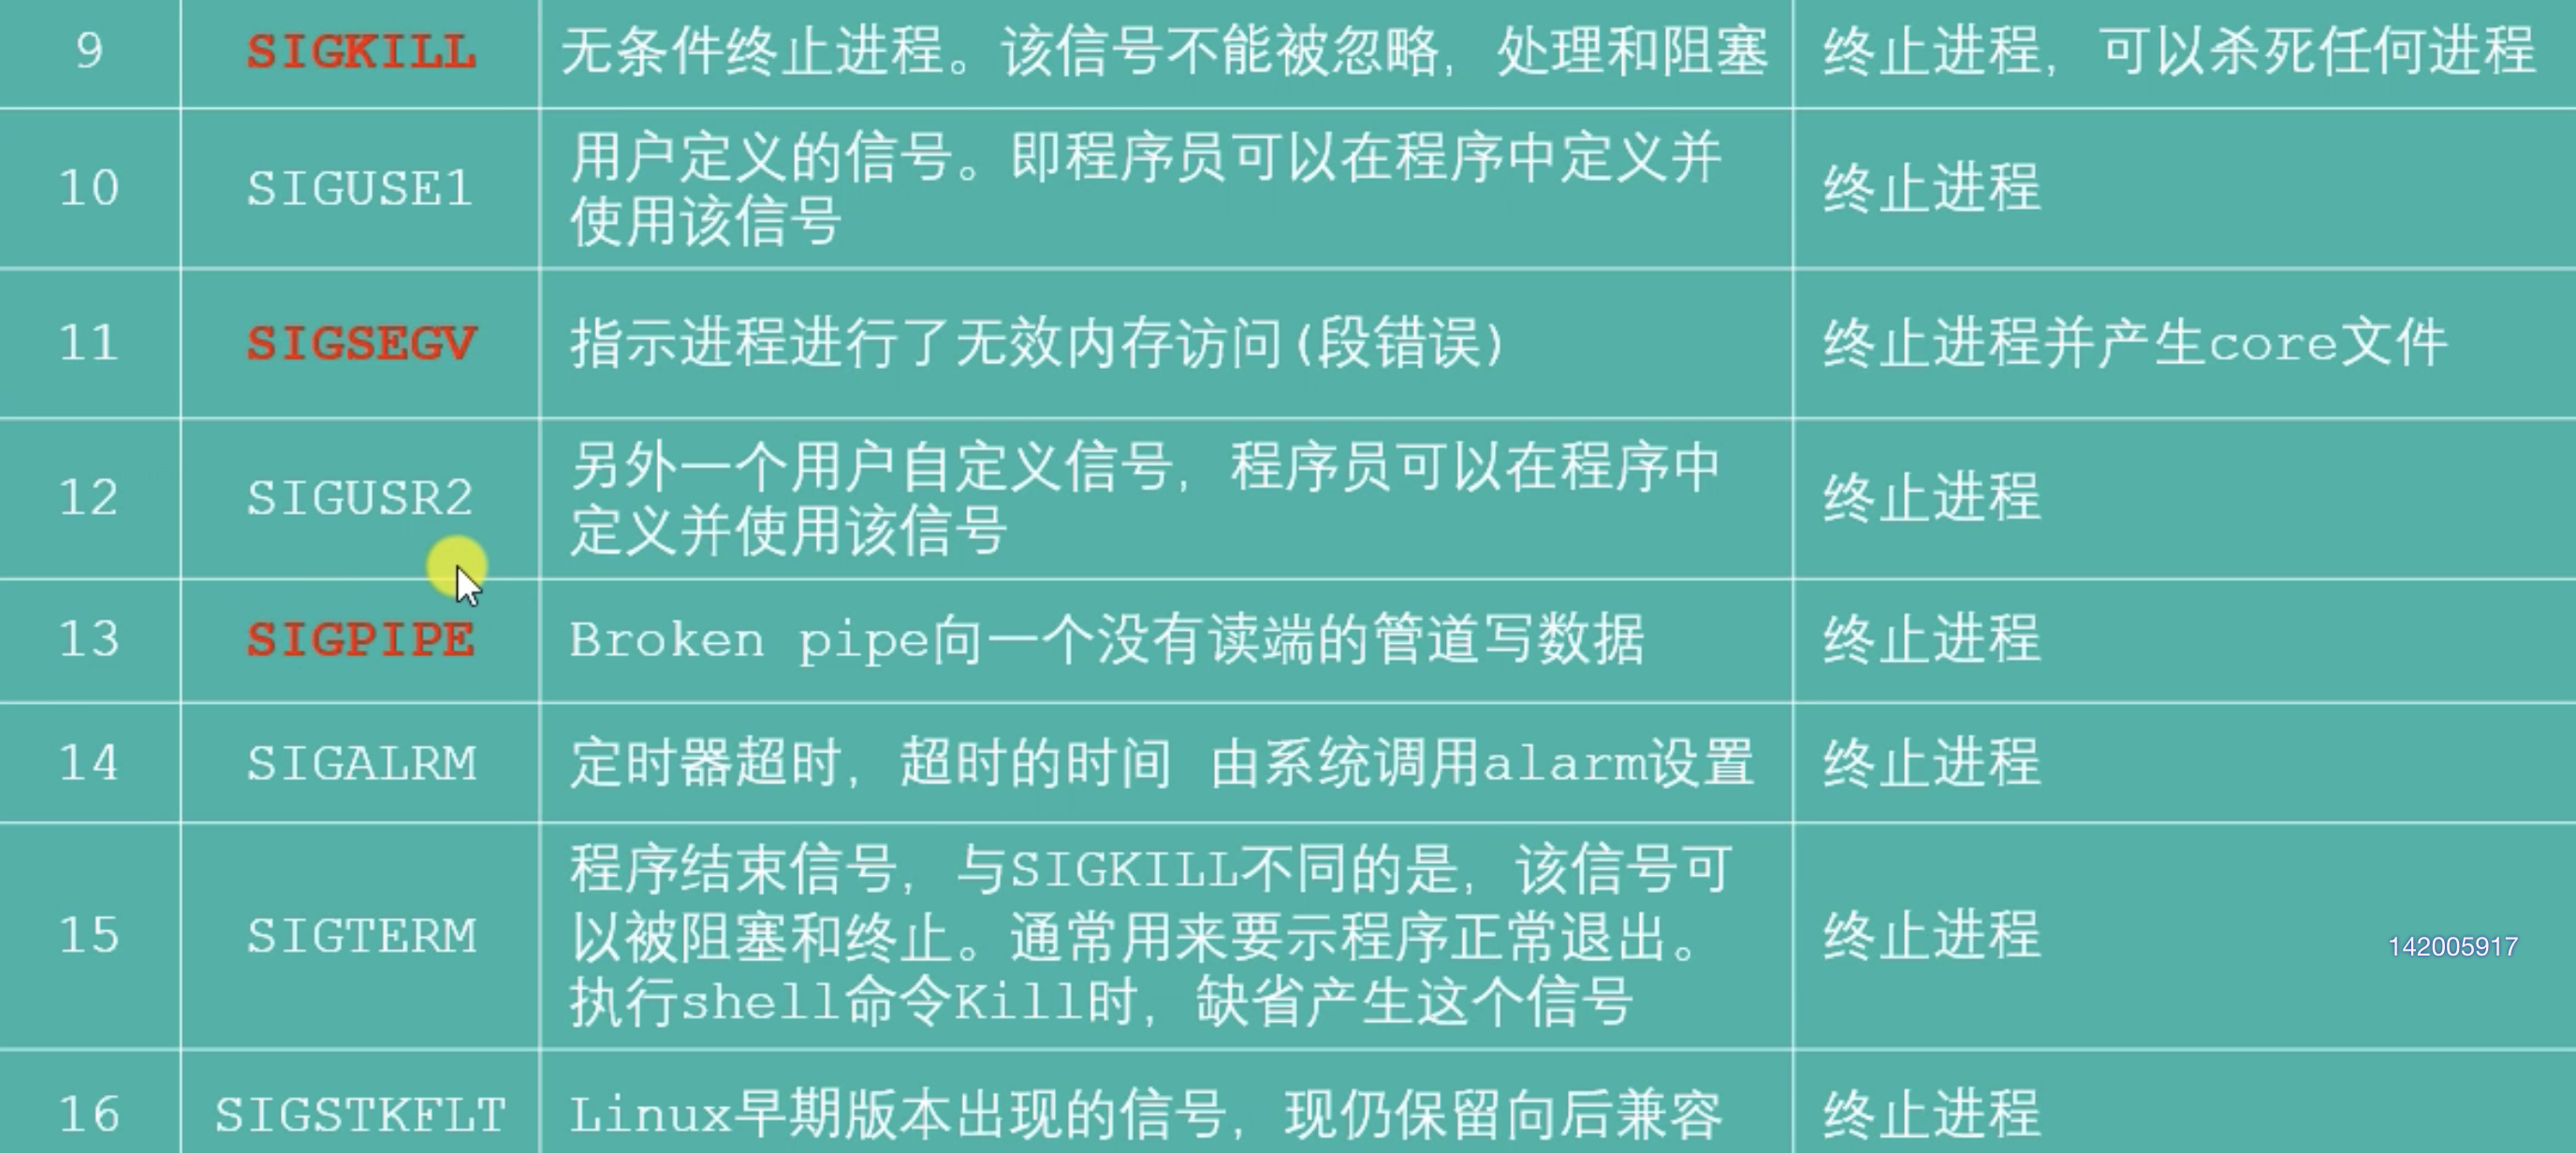 9 SIGKILL 无条件终止进程。该信号不能被忽略, 处理和阻塞 终止进程, 可以杀死任何进程
10 SIGUSE1 用户定义的信号。即程序员可以在程序中定义并
使用该信号 终止进程
11 SIGSEGV 指示进程进行了无效内存访问(段错误) 终止进程并产生core文件
12 SIGUSR2 另外一个用户自定义信号, 程序员可以在程序中
定义并使用该信号 终止进程
13 SIGPIPE Broken pipe向一个没有读端的管道写数据 终止进程
14 SIGALRM 定时器超时, 超时的时间 由系统调用alarm设置 终止进程
15 SIGTERM 程序结束信号, 与SIGKILL不同的是, 该信号可
以被阻塞和终止。通常用来要示程序正常退出。 终止进程
执行shell命令Kill时, 缺省产生这个信号
142005917
16 SIGSTKFLT Linux早期版本出现的信号, 现仍保留向后兼容 终止进程